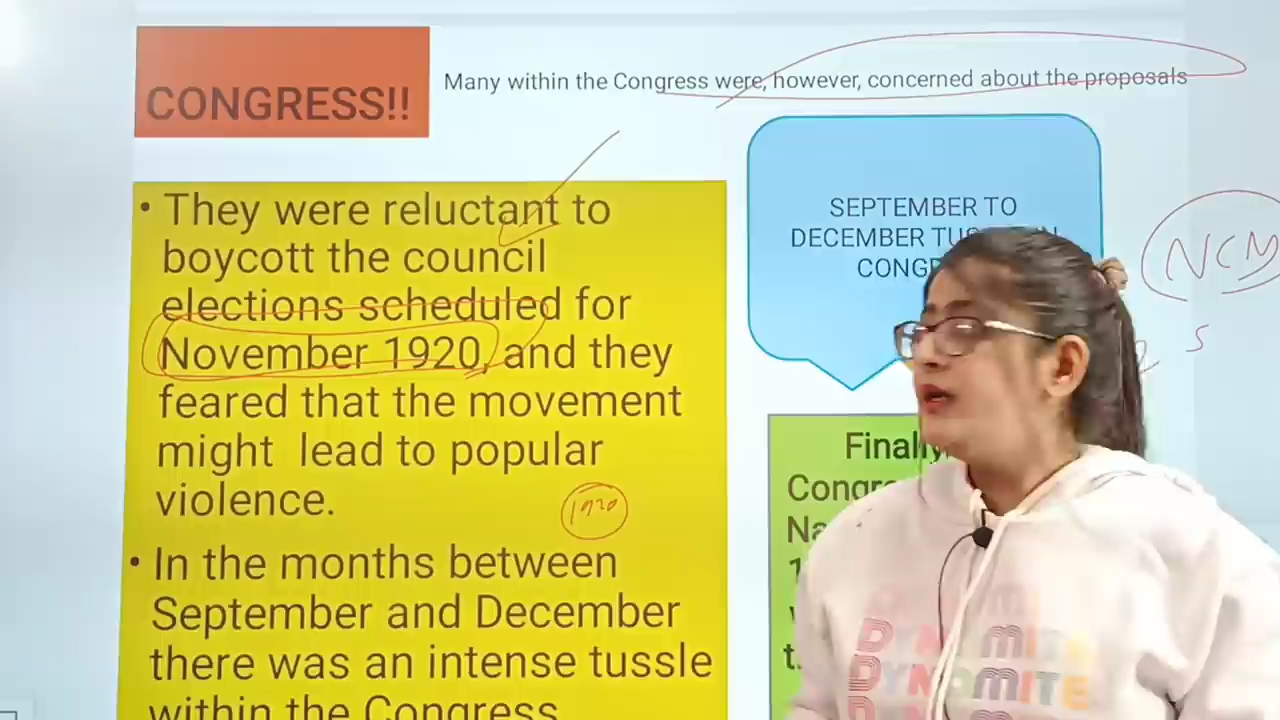 CONGRESS!!
Many within the Congress were, however, concerned about the proposals
• They were reluctant to
boycott the council
elections scheduled for
November 1920, and they
feared that the movement
might lead to popular
violence.
1920
• In the months between
September and December
there was an intense tussle
within the Congress
SEPTEMBER TO
DECEMBER
NCM
Finally
DYNAMITE
DYNAMITE